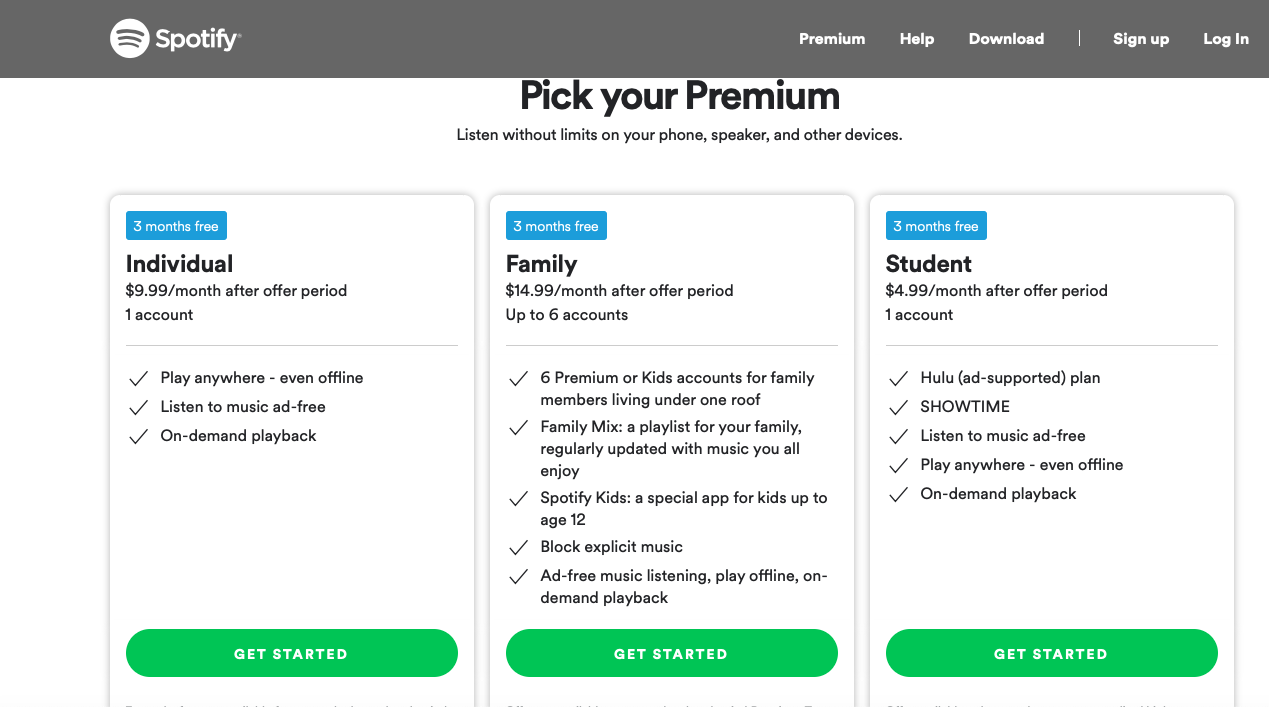 Spotify®
Premium Help Download | Sign up Log In
Pick your Premium
Listen without limits on your phone, speaker, and other devices.
3 months free
Individual
$9.99/month after offer period
1 account
Play anywhere - even offline
Listen to music ad-free
On-demand playback
GET STARTED
3 months free
Family
$14.99/month after offer period
Up to 6 accounts
6 Premium or Kids accounts for family
members living under one roof
Family Mix: a playlist for your family,
regularly updated with music you all
enjoy
Spotify Kids: a special app for kids up to
age 12
Block explicit music
Ad-free music listening, play offline, on-
demand playback
GET STARTED
3 months free
Student
$4.99/month after offer period
1 account
Hulu (ad-supported) plan
SHOWTIME
Listen to music ad-free
Play anywhere - even offline
On-demand playback
GET STARTED